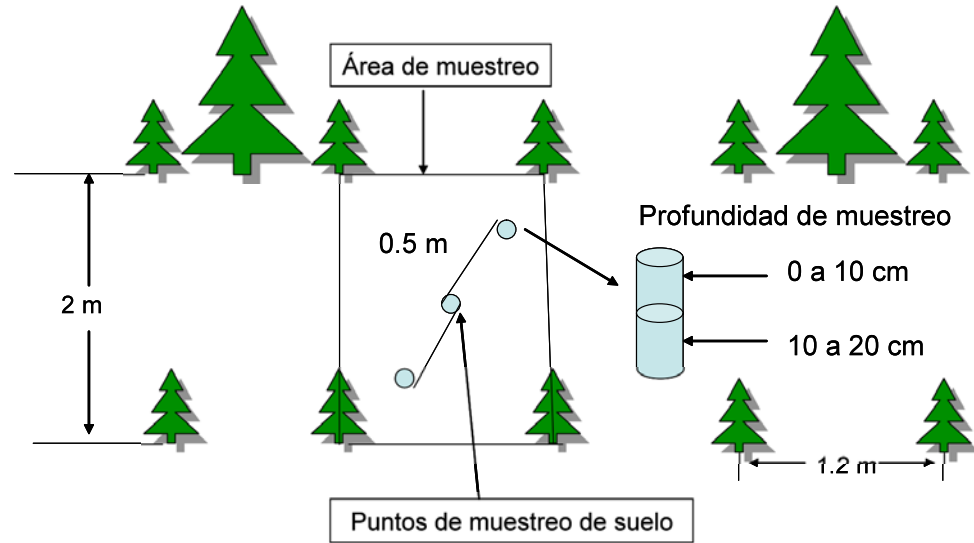 Área de muestreo
Profundidad de muestreo
0.5 m
0 a 10 cm
2 m
10 a 20 cm
1.2 m
Puntos de muestreo de suelo